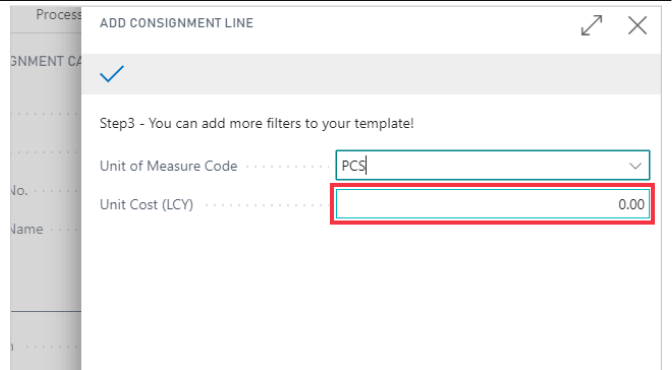 Process
ADD CONSIGNMENT LINE
GNMENT CA
Step3 - You can add more filters to your template!
Unit of Measure Code PCS
No.
Unit Cost (LCY) 0.00
Name